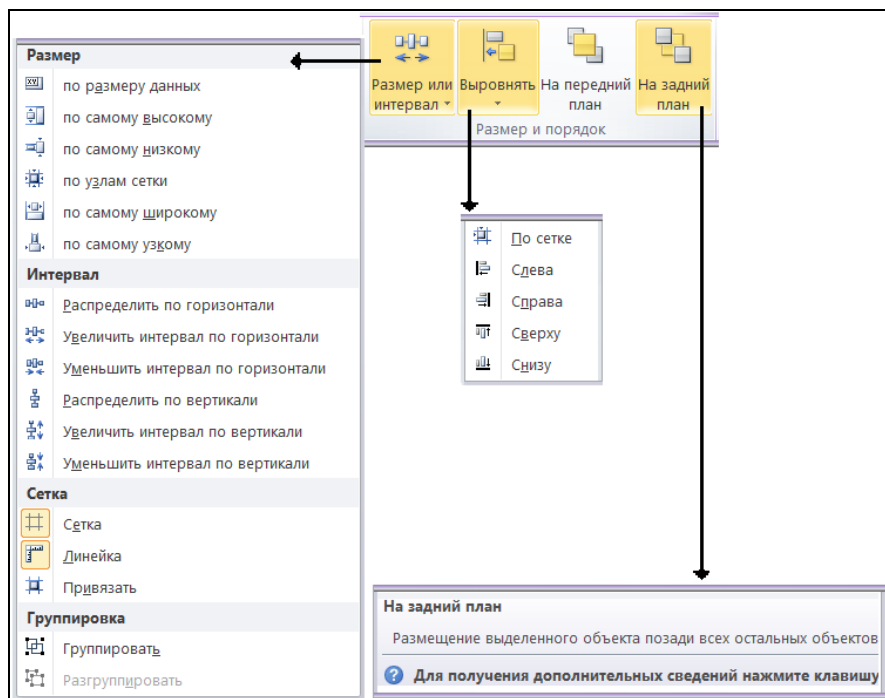 Размер или интервал
Выровнять
На передний план
На задний план
Размер и порядок
Размер
по размеру данных
по самому высокому
по самому низкому
по узлам сетки
по самому широкому
по самому узкому
Интервал
Распределить по горизонтали
Увеличить интервал по горизонтали
Уменьшить интервал по горизонтали
Распределить по вертикали
Увеличить интервал по вертикали
Уменьшить интервал по вертикали
Сетка
Сетка
Линейка
Привязать
Группировка
Группировать
Разгруппировать
По сетке
Слева
Справа
Сверху
Снизу
На задний план
Размещение выделенного объекта позади всех остальных объектов
Для получения дополнительных сведений нажмите клавишу